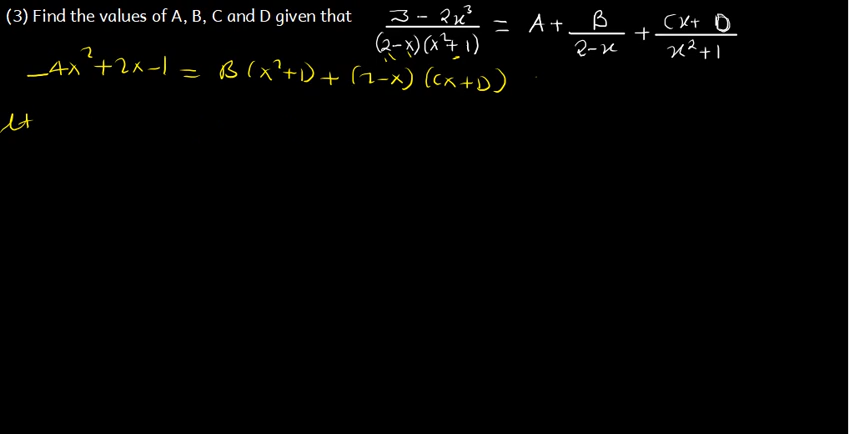 (3) Find the values of A, B, C and D given that (3 - 2x³)/((2-x)(x²+1)) = A + B/(2-x) + (Cx + D)/(x²+1)
-4x² + 2x - 1 = B(x²+1) + (2-x)(Cx+D)
let